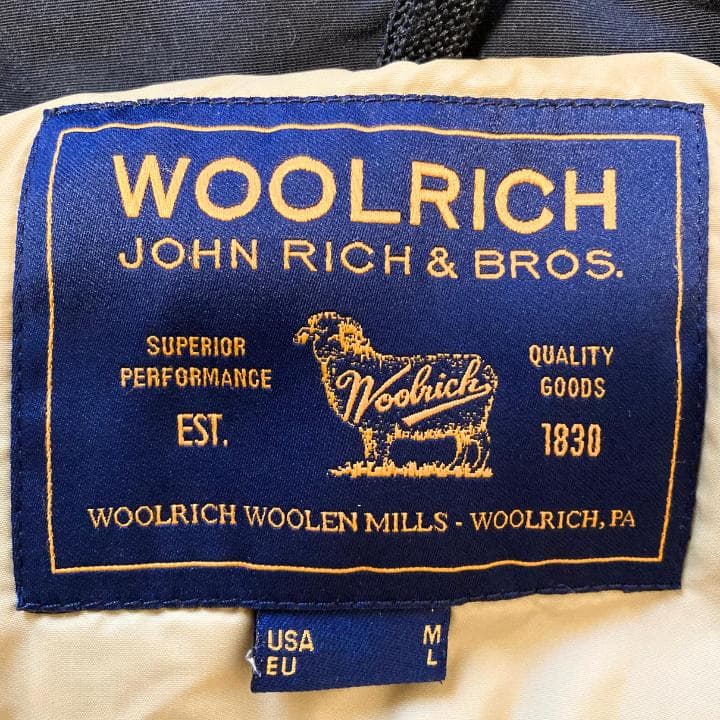 WOOLRICH
JOHN RICH & BROS.
SUPERIOR
PERFORMANCE
EST.
Woolrich
QUALITY
GOODS
1830
WOOLRICH WOOLEN MILLS - WOOLRICH, PA
USA M
EU L